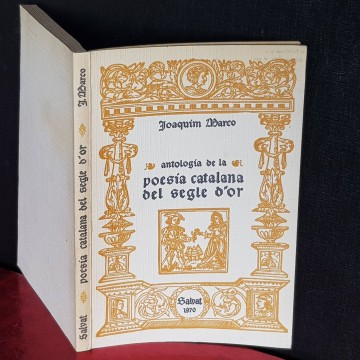 Joaquim Marco
antologia de la
poesia catalana
del segle d'or
Salvat
1970
Salvat poesia catalana del segle d'or J. Marco